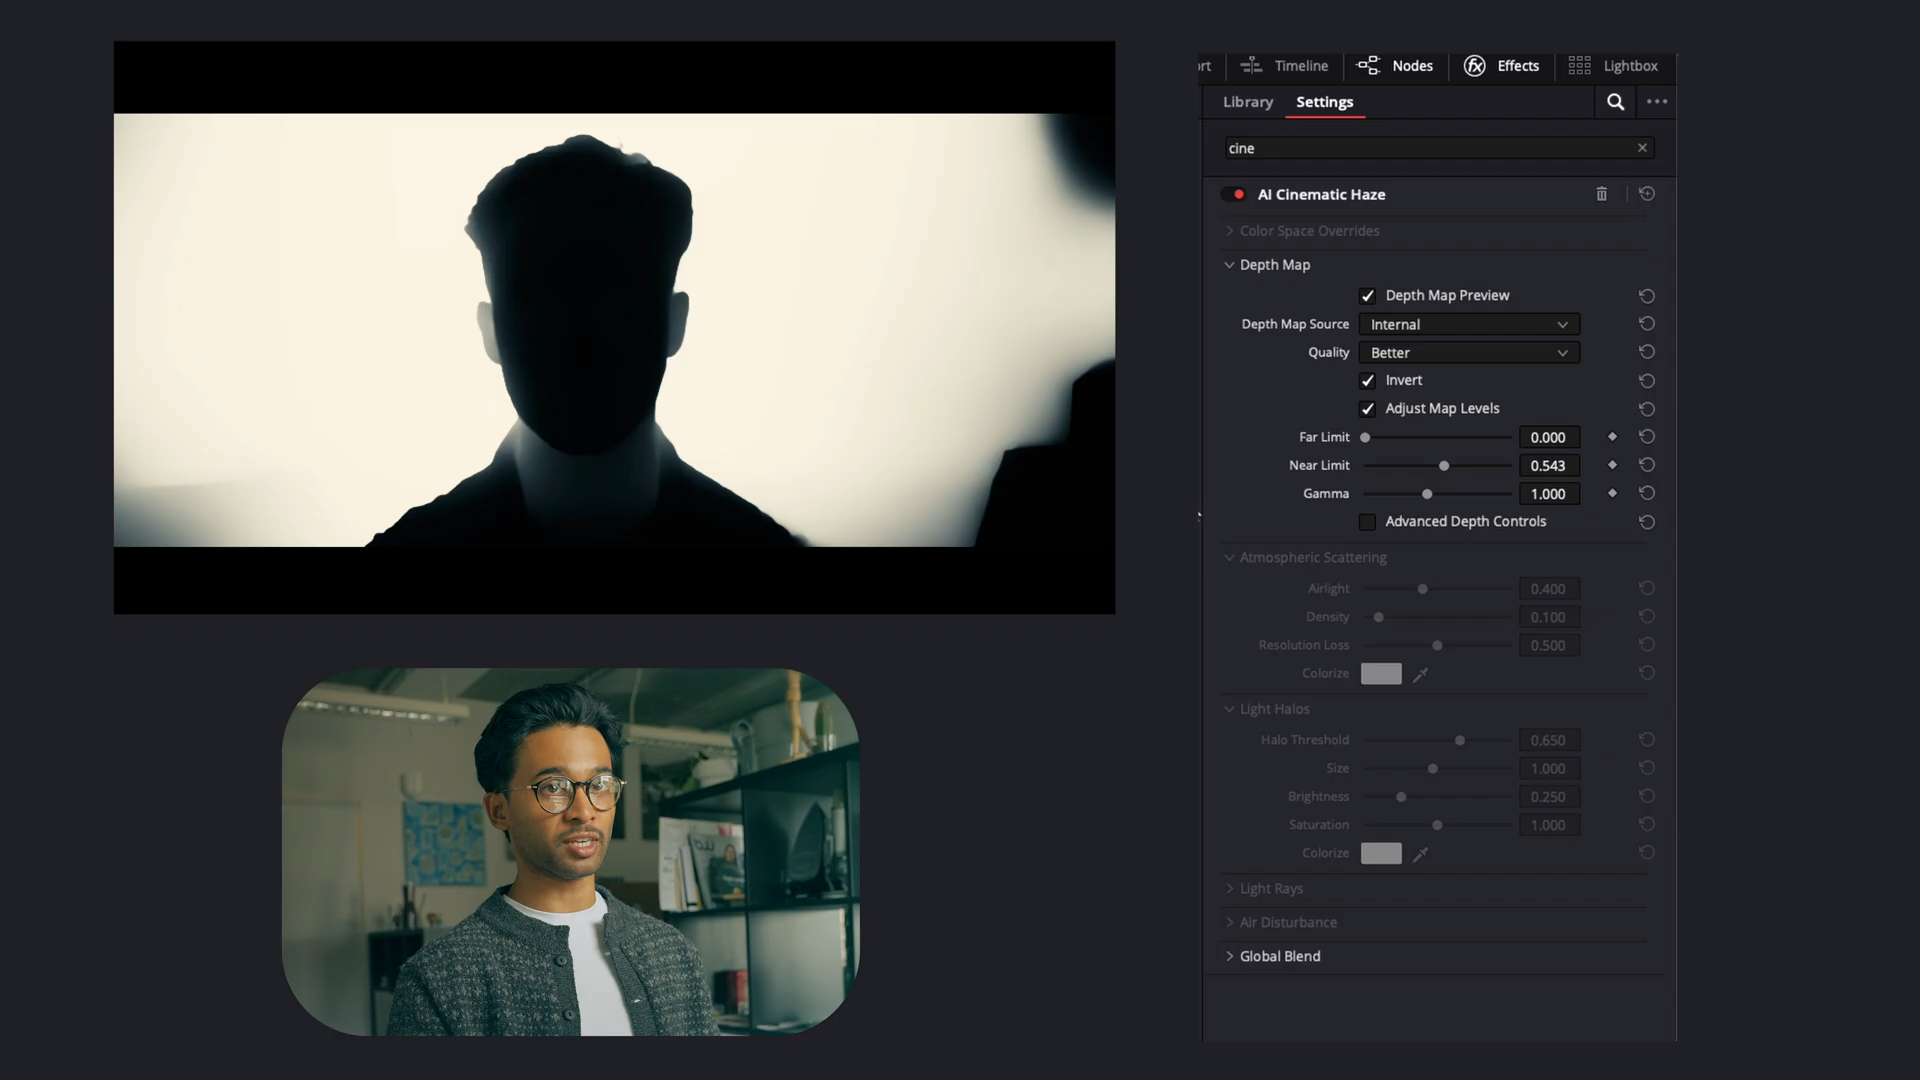 rt Timeline Nodes Effects Lightbox
Library Settings
cine
AI Cinematic Haze
Color Space Overrides
Depth Map
Depth Map Preview
Depth Map Source Internal
Quality Better
Invert
Adjust Map Levels
Far Limit 0.000
Near Limit 0.543
Gamma 1.000
Advanced Depth Controls
Atmospheric Scattering
Airlight 0.400
Density 0.100
Resolution Loss 0.500
Colorize
Light Halos
Halo Threshold 0.650
Size 1.000
Brightness 0.250
Saturation 1.000
Colorize
Light Rays
Air Disturbance
Global Blend